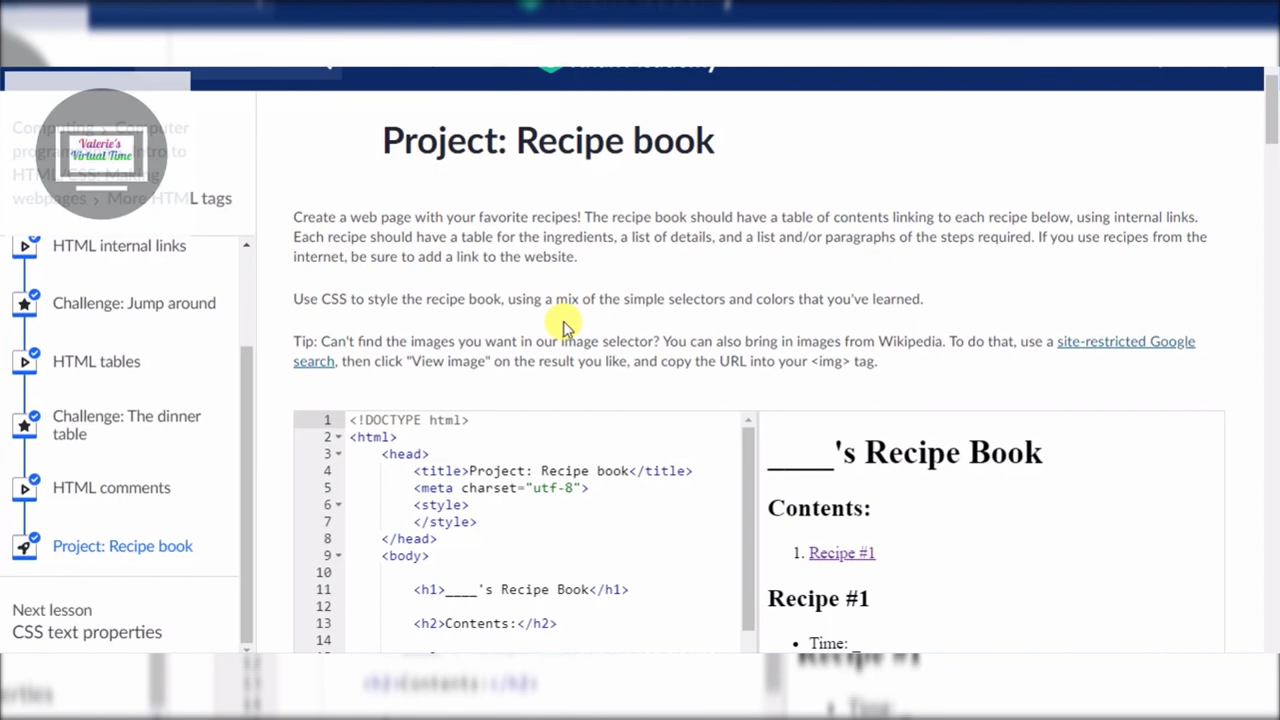 Project: Recipe book
Computing > Computer
Valerie's
Virtual Time
More HTML tags
Create a web page with your favorite recipes! The recipe book should have a table of contents linking to each recipe below, using internal links.
Each recipe should have a table for the ingredients, a list of details, and a list and/or paragraphs of the steps required. If you use recipes from the
internet, be sure to add a link to the website.
Use CSS to style the recipe book, using a mix of the simple selectors and colors that you've learned.
Tip: Can't find the images you want in our image selector? You can also bring in images from Wikipedia. To do that, use a site-restricted Google
search, then click "View image" on the result you like, and copy the URL into your <img> tag.
HTML internal links
Challenge: Jump around
HTML tables
Challenge: The dinner
table
HTML comments
Project: Recipe book
Next lesson
CSS text properties
1 <!DOCTYPE html>
2 <html>
3 <head>
4 <title>Project: Recipe book</title>
5 <meta charset="utf-8">
6 <style>
7 </style>
8 </head>
9 <body>
10
11 <h1>____'s Recipe Book</h1>
12
13 <h2>Contents:</h2>
14
____'s Recipe Book
Contents:
1. Recipe #1
Recipe #1
• Time: _